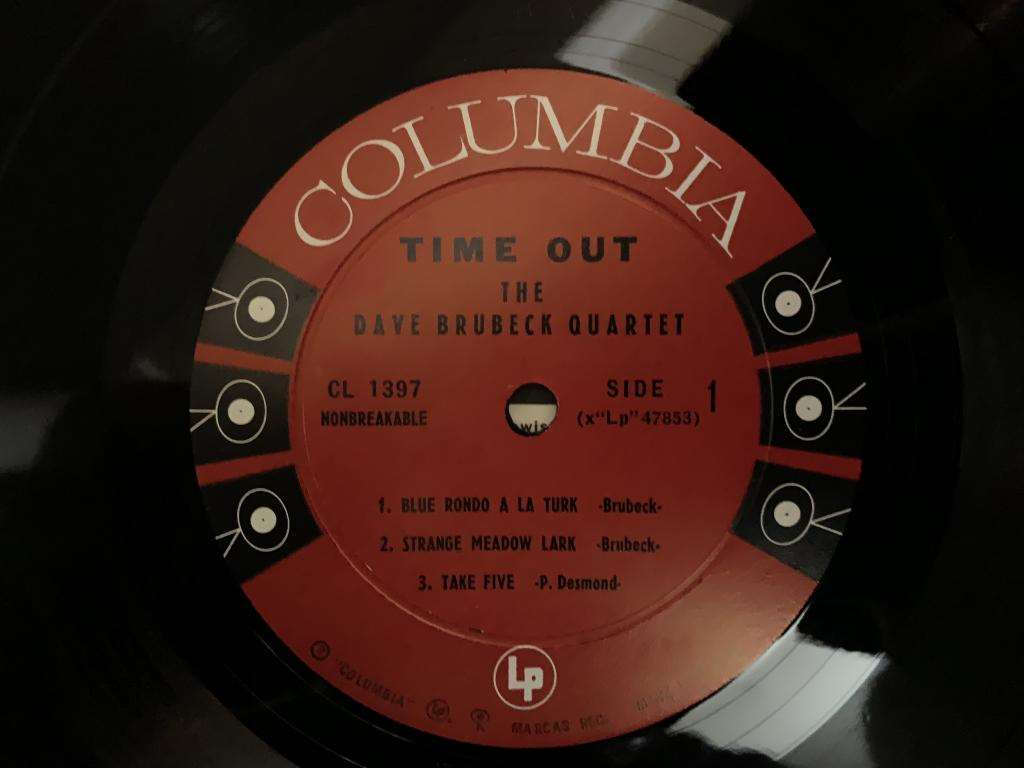 COLUMBIA
TIME OUT
THE
DAVE BRUBECK QUARTET
CL 1397
NONBREAKABLE
SIDE 1
(x"Lp" 47853)
1. BLUE RONDO A LA TURK -Brubeck-
2. STRANGE MEADOW LARK -Brubeck-
3. TAKE FIVE -P. Desmond-
Lp
"COLUMBIA" MARCAS REG.